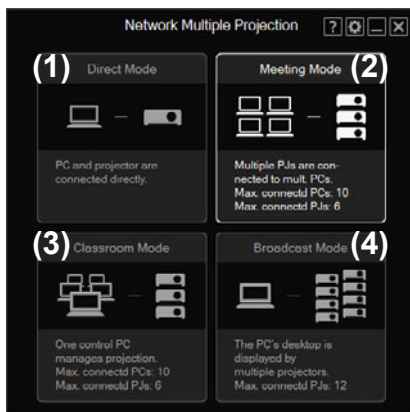 Network Multiple Projection
(1)
Direct Mode
PC and projector are
connected directly.
(2)
Meeting Mode
Multiple PJs are con-
nected to mult. PCs.
Max. connectd PCs: 10
Max. connectd PJs: 6
(3)
Classroom Mode
One control PC
manages projection.
Max. connectd PCs: 10
Max. connectd PJs: 6
(4)
Broadcast Mode
The PC's desktop is
displayed by
multiple projectors.
Max. connectd PJs: 12